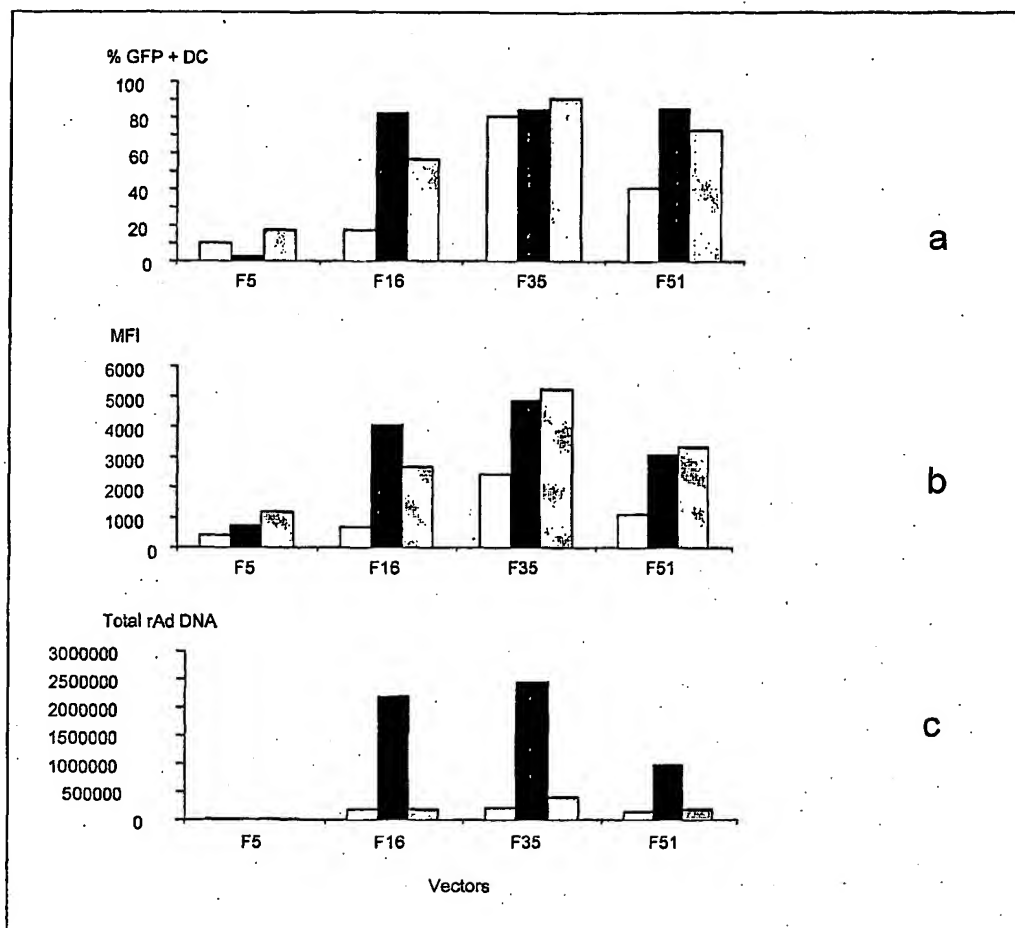 % GFP + DC
100
80
60
40
20
0
F5 F16 F35 F51
a
MFI
6000
5000
4000
3000
2000
1000
0
F5 F16 F35 F51
b
Total rAd DNA
3000000
2500000
2000000
1500000
1000000
500000
0
F5 F16 F35 F51
c
Vectors